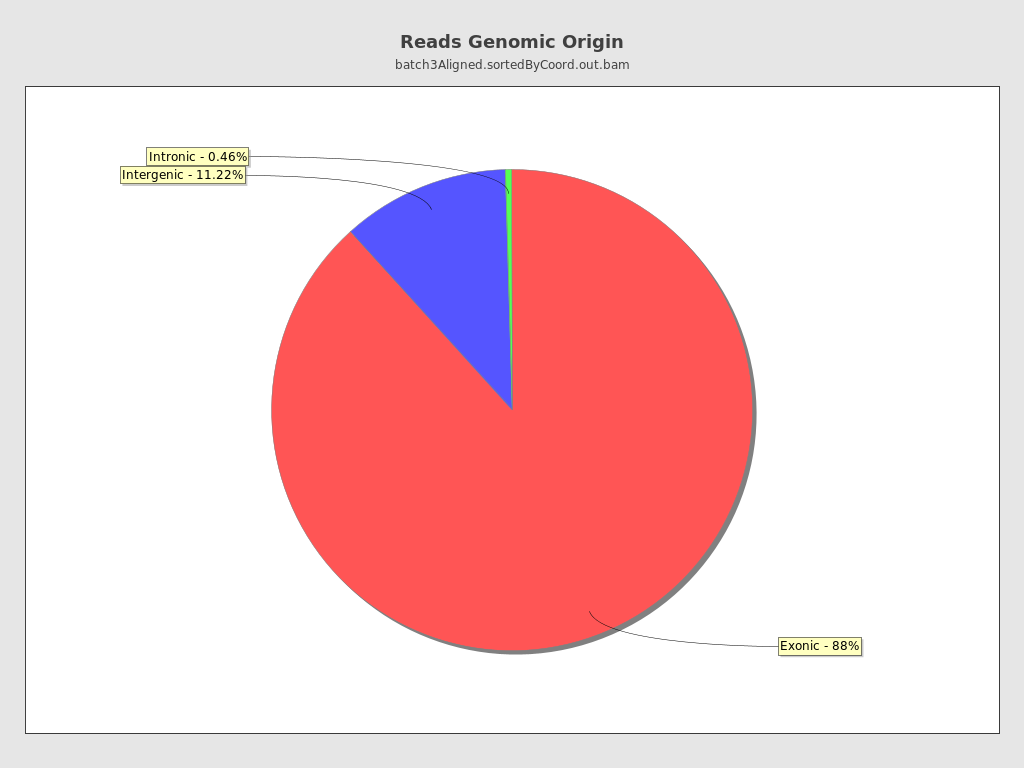 Reads Genomic Origin
batch3Aligned.sortedByCoord.out.bam
Intronic - 0.46%
Intergenic - 11.22%
Exonic - 88%